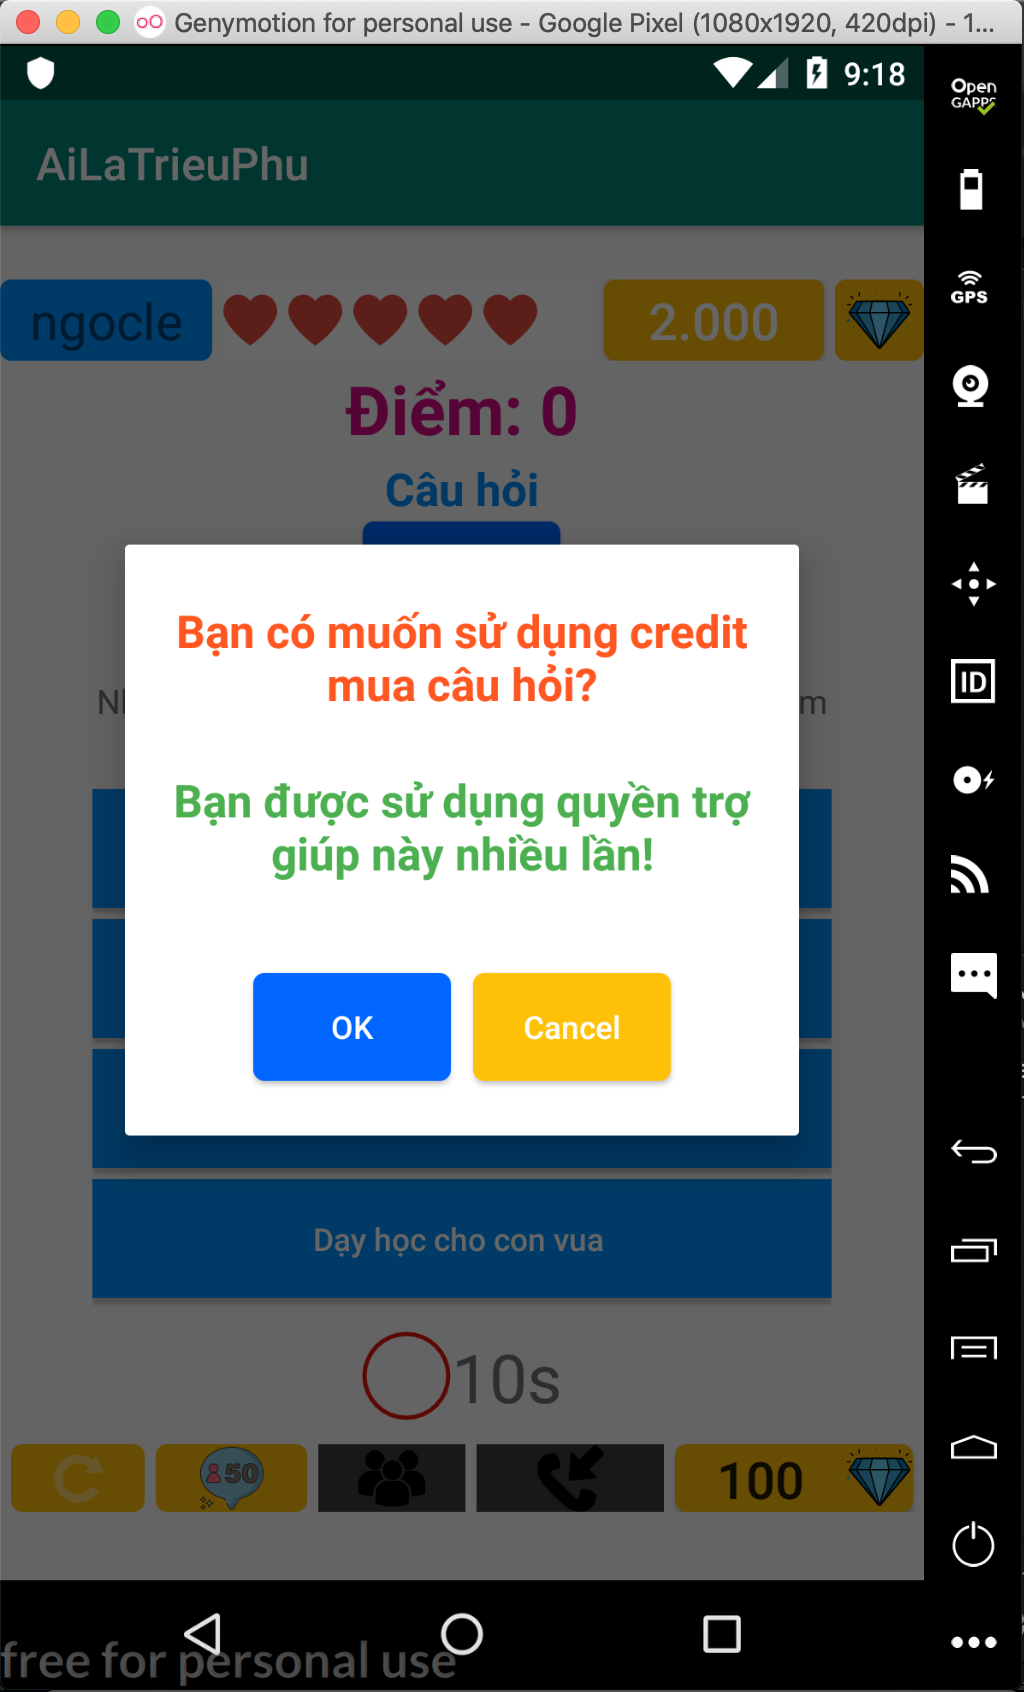 Genymotion for personal use - Google Pixel (1080x1920, 420dpi) - 1...
9:18
Open
GAPPS
AiLaTrieuPhu
GPS
ngocle
2.000
Điểm: 0
Câu hỏi
Bạn có muốn sử dụng credit
mua câu hỏi?
ID
Bạn được sử dụng quyền trợ
giúp này nhiều lần!
OK
Cancel
Dạy học cho con vua
10s
50
100
free for personal use